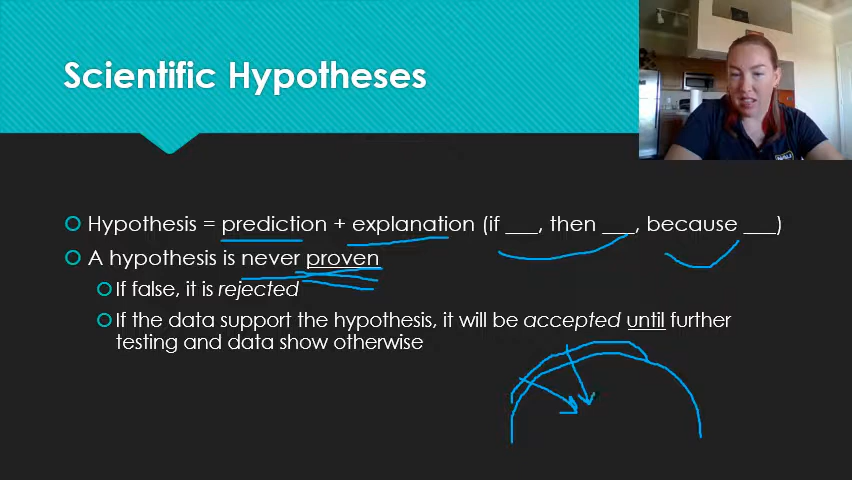 Scientific Hypotheses
Hypothesis = prediction + explanation (if ___, then ___, because ___)
A hypothesis is never proven
If false, it is rejected
If the data support the hypothesis, it will be accepted until further
testing and data show otherwise